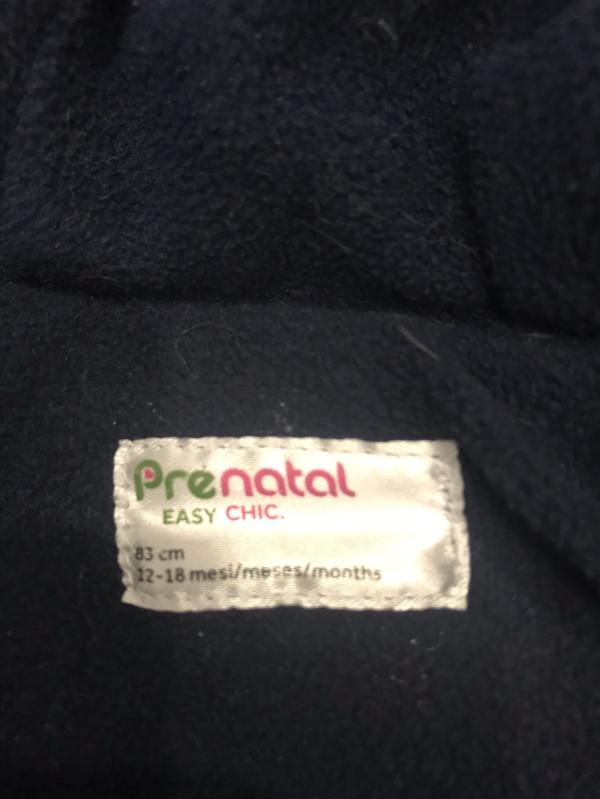 Prenatal
EASY CHIC.
83 cm
12-18 mesi/meses/months